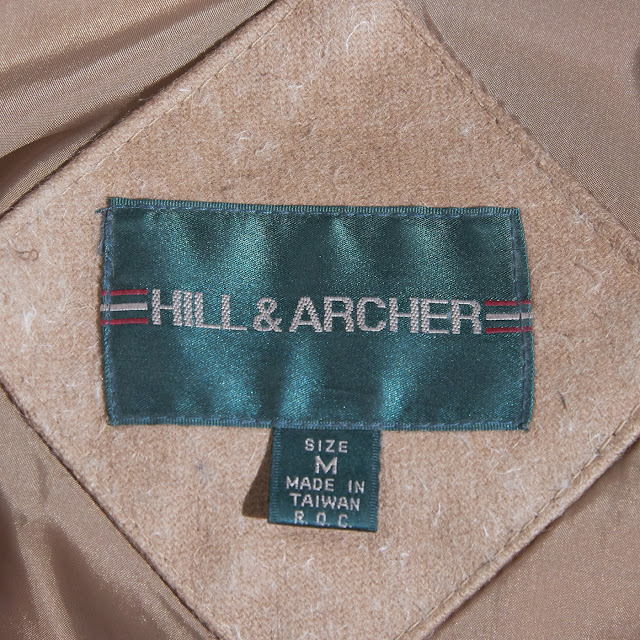 HILL & ARCHER
SIZE
M
MADE IN
TAIWAN
R.O.C.